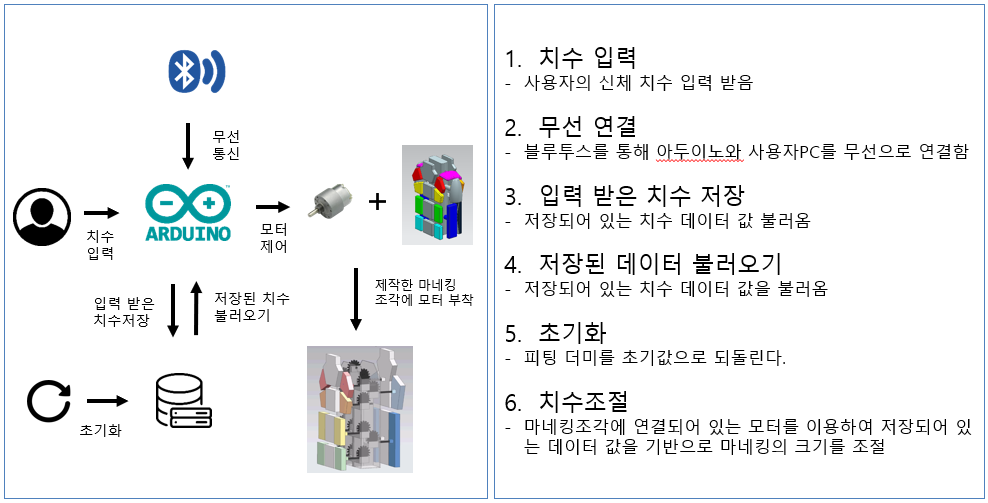 무선
통신
ARDUINO
치수
입력
모터
제어
제작한 마네킹
조각에 모터 부착
입력 받은
치수저장
저장된 치수
불러오기
초기화
1. 치수 입력
- 사용자의 신체 치수 입력 받음
2. 무선 연결
- 블루투스를 통해 아두이노와 사용자PC를 무선으로 연결함
3. 입력 받은 치수 저장
- 저장되어 있는 치수 데이터 값 불러옴
4. 저장된 데이터 불러오기
- 저장되어 있는 치수 데이터 값을 불러옴
5. 초기화
- 피팅 더미를 초기값으로 되돌린다.
6. 치수조절
- 마네킹조각에 연결되어 있는 모터를 이용하여 저장되어 있
는 데이터 값을 기반으로 마네킹의 크기를 조절